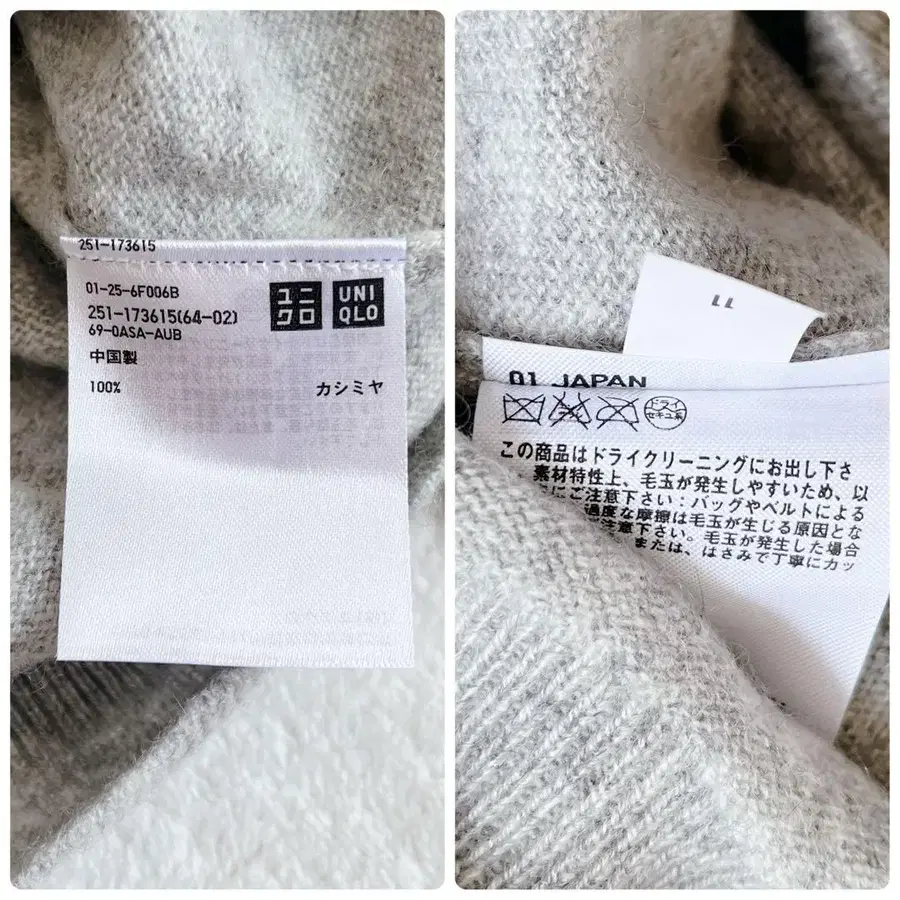 251-173615
01-25-6F006B
251-173615(64-02)
69-0ASA-AUB
ユニ
クロ
UNI
QLO
中国製
100% カシミヤ
LL
01 JAPAN
ドライ
セキユ系
この商品はドライクリーニングにお出し下さ
素材特性上、毛玉が発生しやすいため、以
にご注意下さい：バッグやベルトによる
過度な摩擦は毛玉が生じる原因とな
ご注意下さい。毛玉が発生した場合
または、はさみで丁寧にカッ